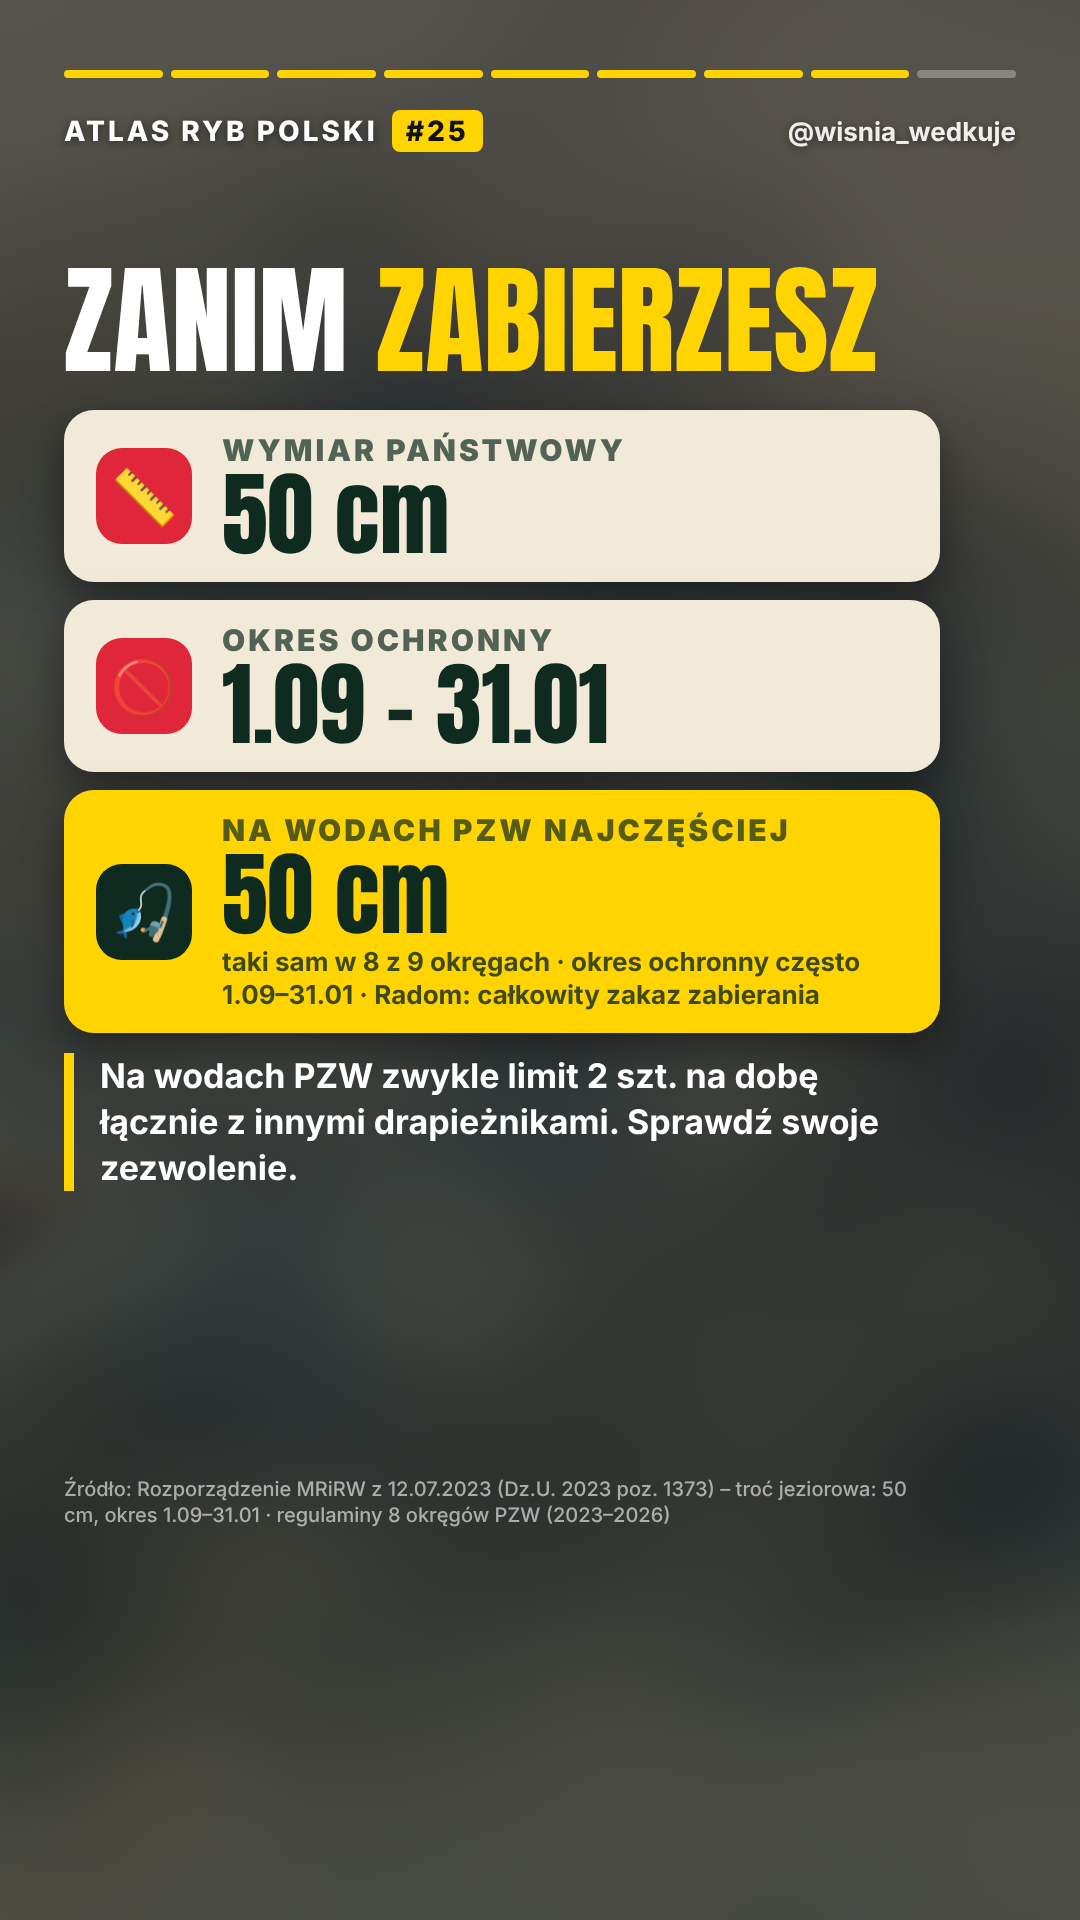 ATLAS RYB POLSKI #25
@wisnia_wedkuje
ZANIM ZABIERZESZ
WYMIAR PAŃSTWOWY
50 cm
OKRES OCHRONNY
1.09 – 31.01
NA WODACH PZW NAJCZĘŚCIEJ
50 cm
taki sam w 8 z 9 okręgach · okres ochronny często
1.09–31.01 · Radom: całkowity zakaz zabierania
Na wodach PZW zwykle limit 2 szt. na dobę
łącznie z innymi drapieżnikami. Sprawdź swoje
zezwolenie.
Źródło: Rozporządzenie MRiRW z 12.07.2023 (Dz.U. 2023 poz. 1373) – troć jeziorowa: 50
cm, okres 1.09–31.01 · regulaminy 8 okręgów PZW (2023–2026)